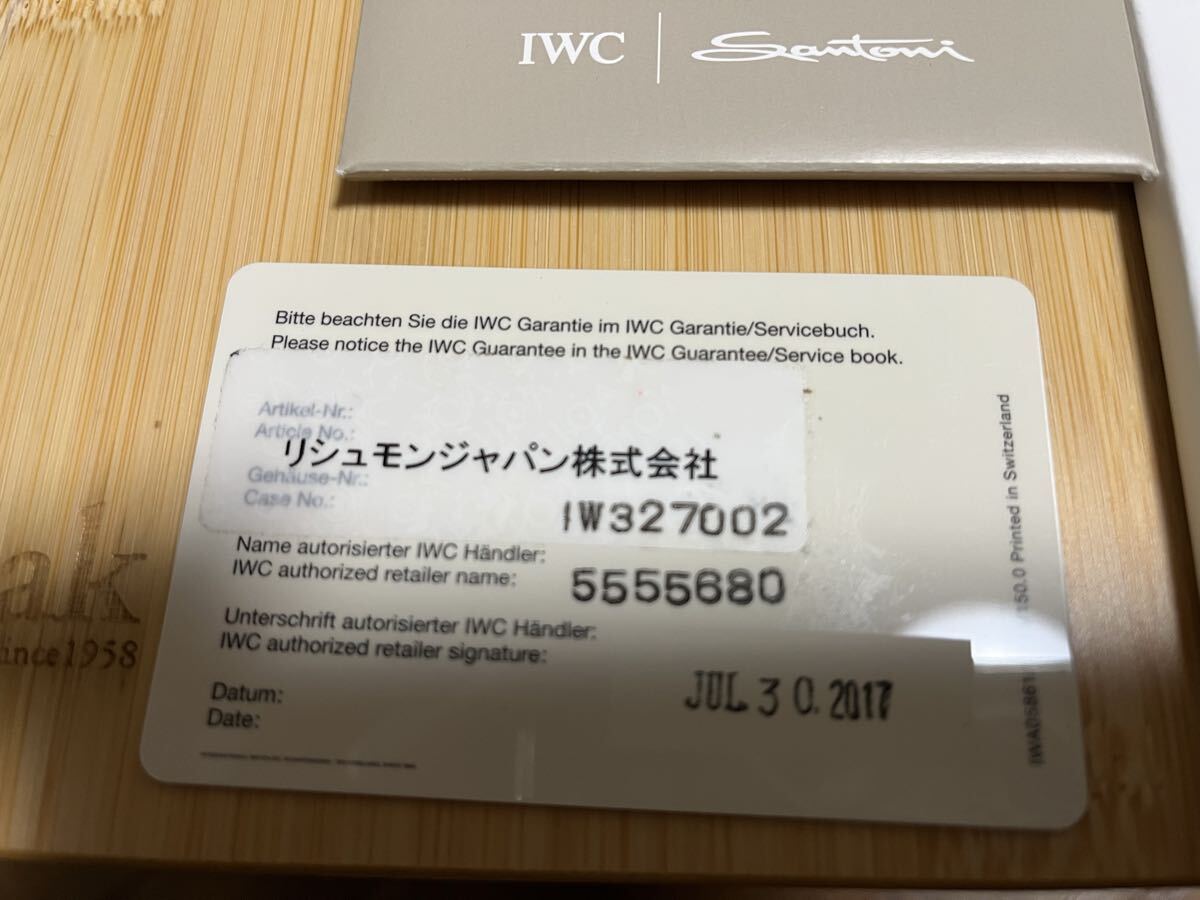 IWC | Santoni
Bitte beachten Sie die IWC Garantie im IWC Garantie/Servicebuch.
Please notice the IWC Guarantee in the IWC Guarantee/Service book.
Artikel-Nr.:
Article No.:
リシュモンジャパン株式会社
Gehäuse-Nr.:
Case No.:
IW327002
Name autorisierter IWC Händler:
IWC authorized retailer name:
5555680
Unterschrift autorisierter IWC Händler:
IWC authorized retailer signature:
JUL 30. 2017
Datum:
Date:
Printed in Switzerland
ak
since1958